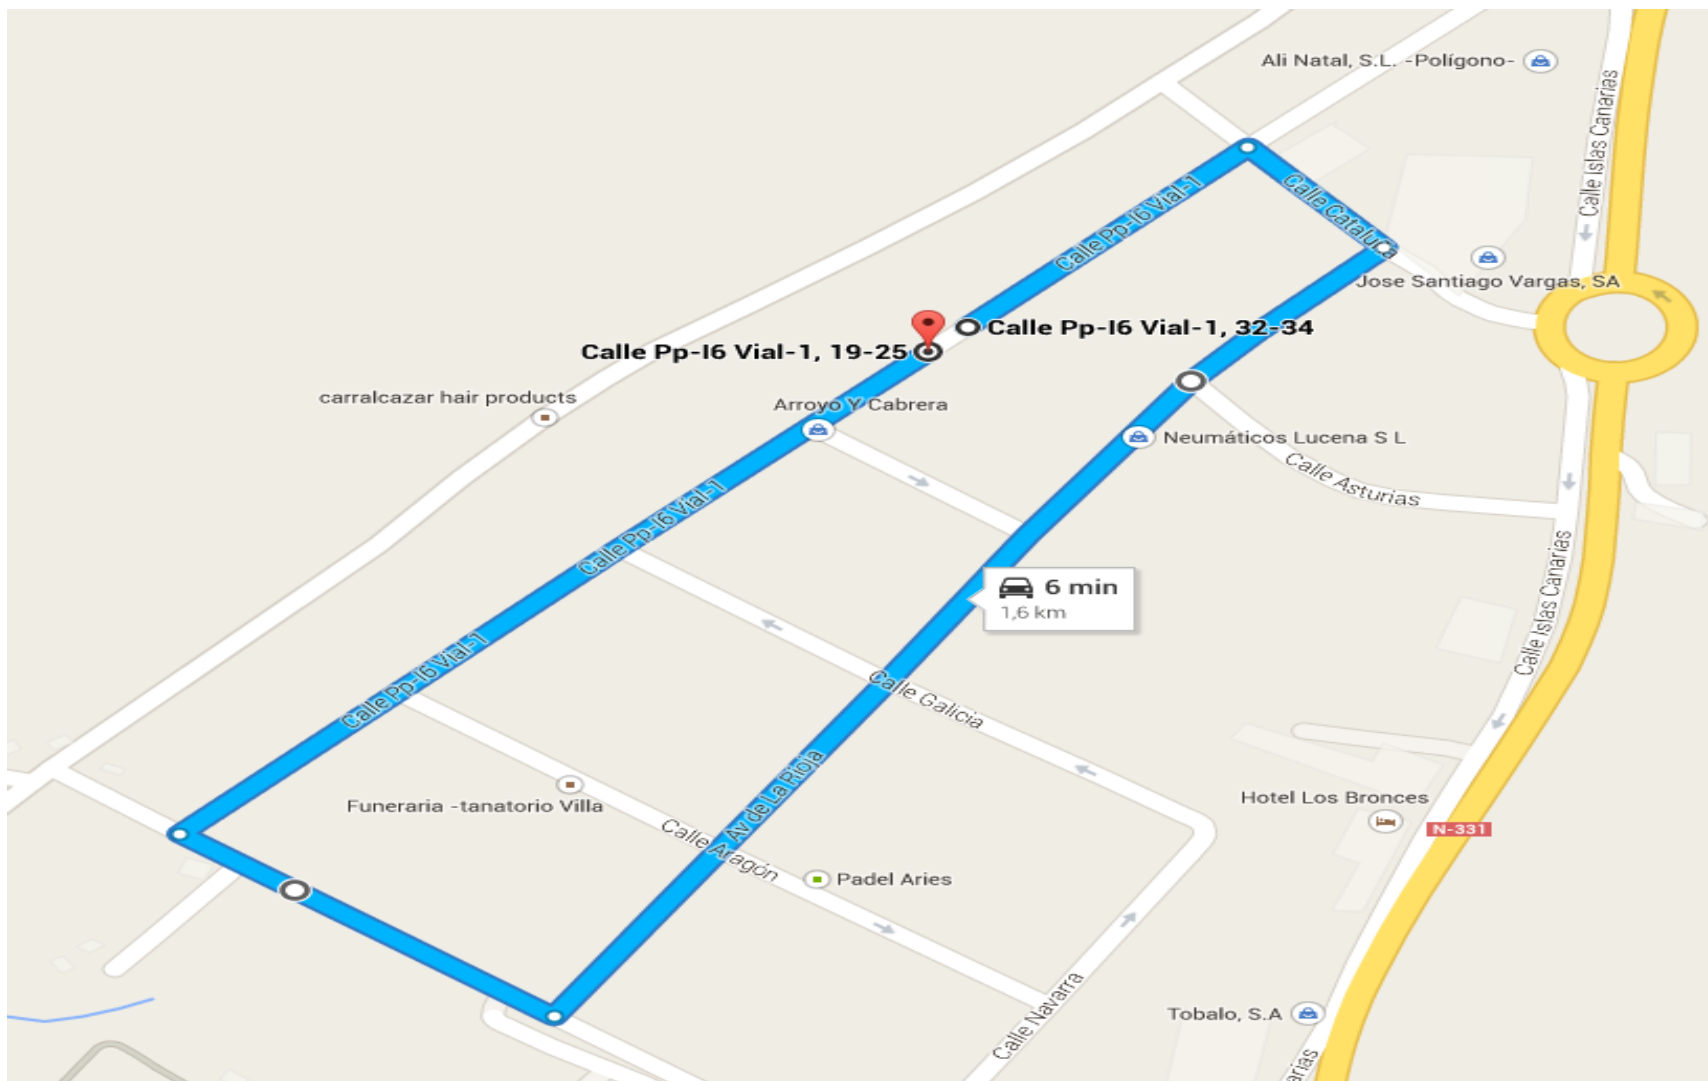 Ali Natal, S.L. -Polígono-
Calle Islas Canarias
Calle Cataluña
Calle Pp-I6 Vial-1
Jose Santiago Vargas, SA
Calle Pp-I6 Vial-1, 32-34
Calle Pp-I6 Vial-1, 19-25
carralcazar hair products
Arroyo Y Cabrera
Neumáticos Lucena S L
Calle Asturias
Calle Pp-I6 Vial-1
6 min
1,6 km
Calle Islas Canarias
Calle Pp-I6 Vial-1
Calle Galicia
Av de La Rioja
Funeraria -tanatorio Villa
Hotel Los Bronces
N-331
Calle Aragón
Padel Aries
Calle Navarra
Tobalo, S.A
arias